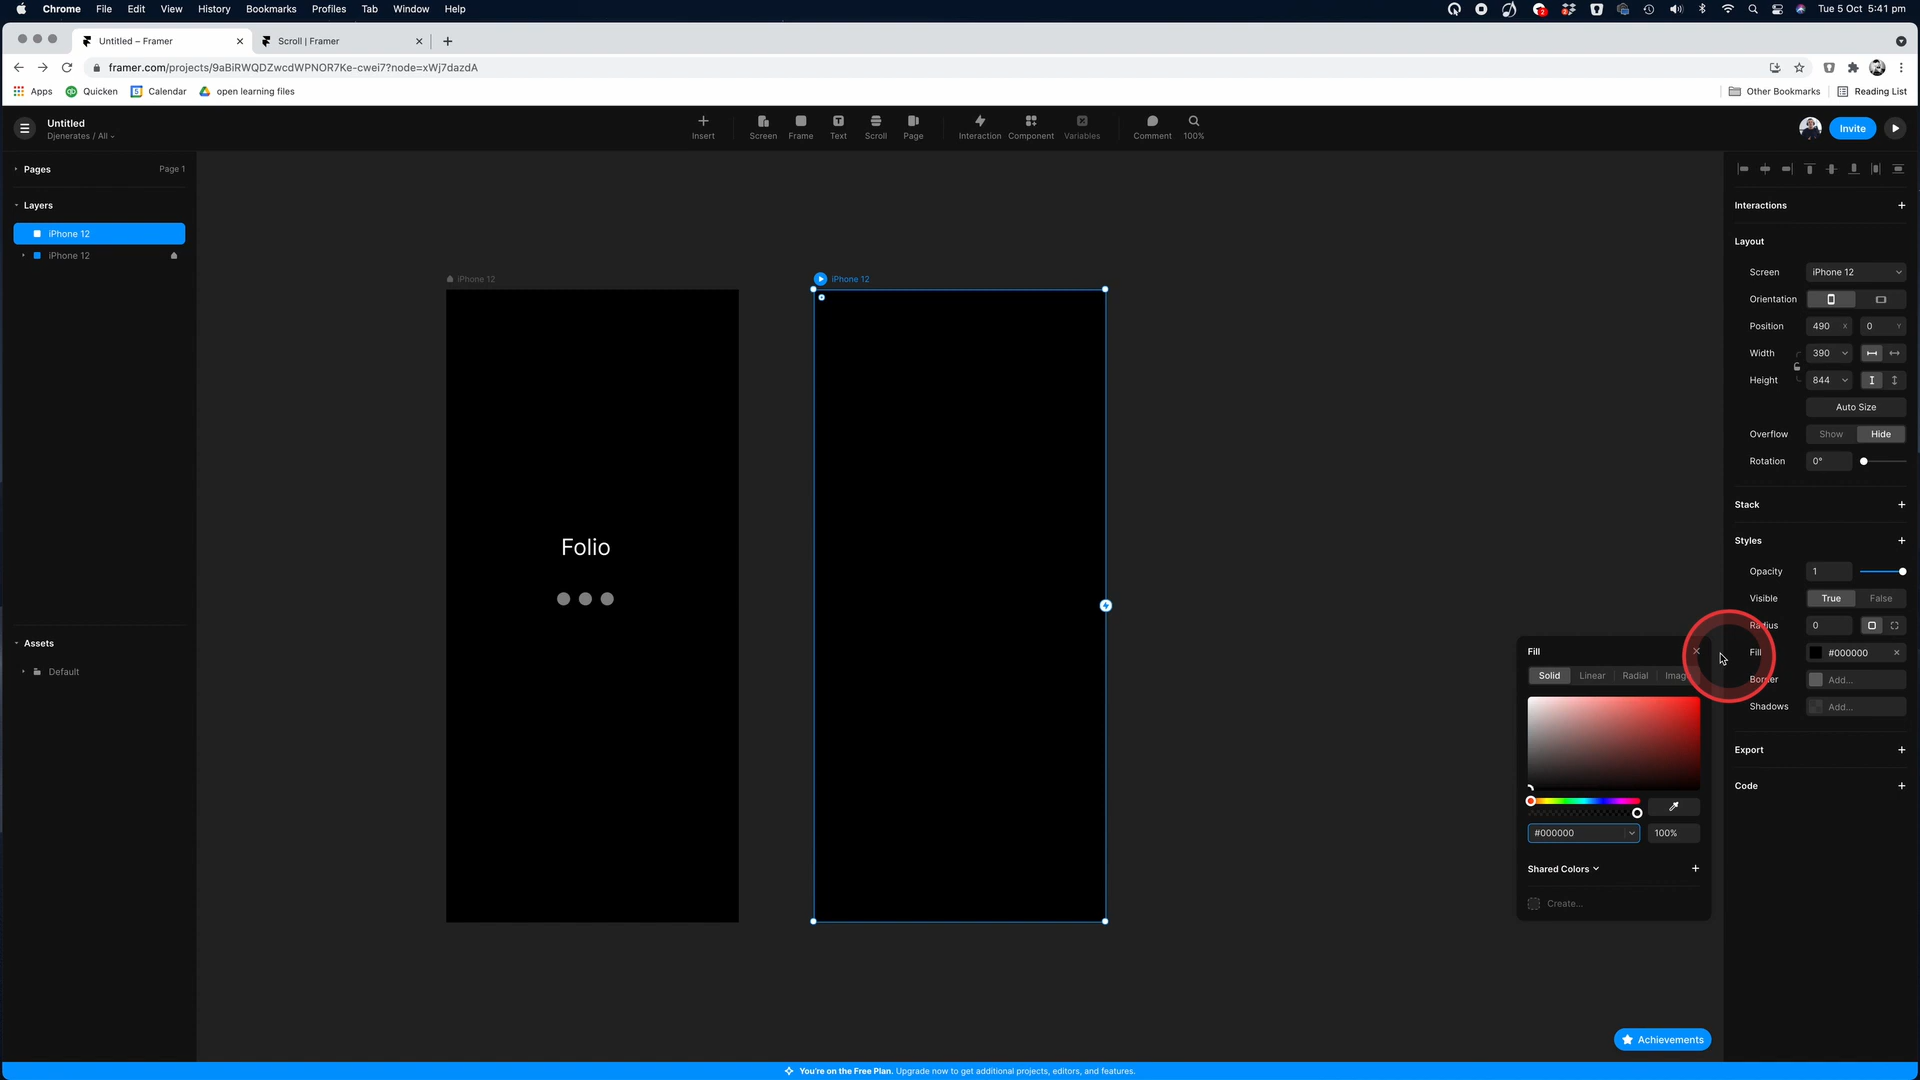 Chrome File Edit View History Bookmarks Profiles Tab Window Help
Tue 5 Oct 5:41 pm
Untitled – Framer
Scroll | Framer
framer.com/projects/9aBiRWQDZwcdWPNOR7Ke-cwei7?node=xWj7dazdA
Apps Quicken Calendar open learning files
Other Bookmarks Reading List
Untitled
Djenerates / All
Insert Screen Frame Text Scroll Page Interaction Component Variables Comment 100%
Invite
Pages Page 1
Layers
iPhone 12
iPhone 12
Assets
Default
iPhone 12
Folio
iPhone 12
Interactions
Layout
Screen iPhone 12
Orientation
Position 490 X 0 Y
Width 390
Height 844
Auto Size
Overflow Show Hide
Rotation 0°
Stack
Styles
Opacity 1
Visible True False
Radius 0
Fill #000000
Border Add...
Shadows Add...
Export
Code
Fill
Solid Linear Radial
#000000 100%
Shared Colors
Create...
Achievements
You're on the Free Plan. Upgrade now to get additional projects, editors, and features.